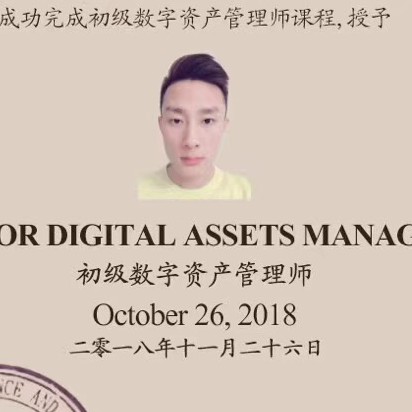 成功完成初级数字资产管理师课程, 授予
OR DIGITAL ASSETS MANAG
初级数字资产管理师
October 26, 2018
二零一八年十一月二十六日
NCE AND